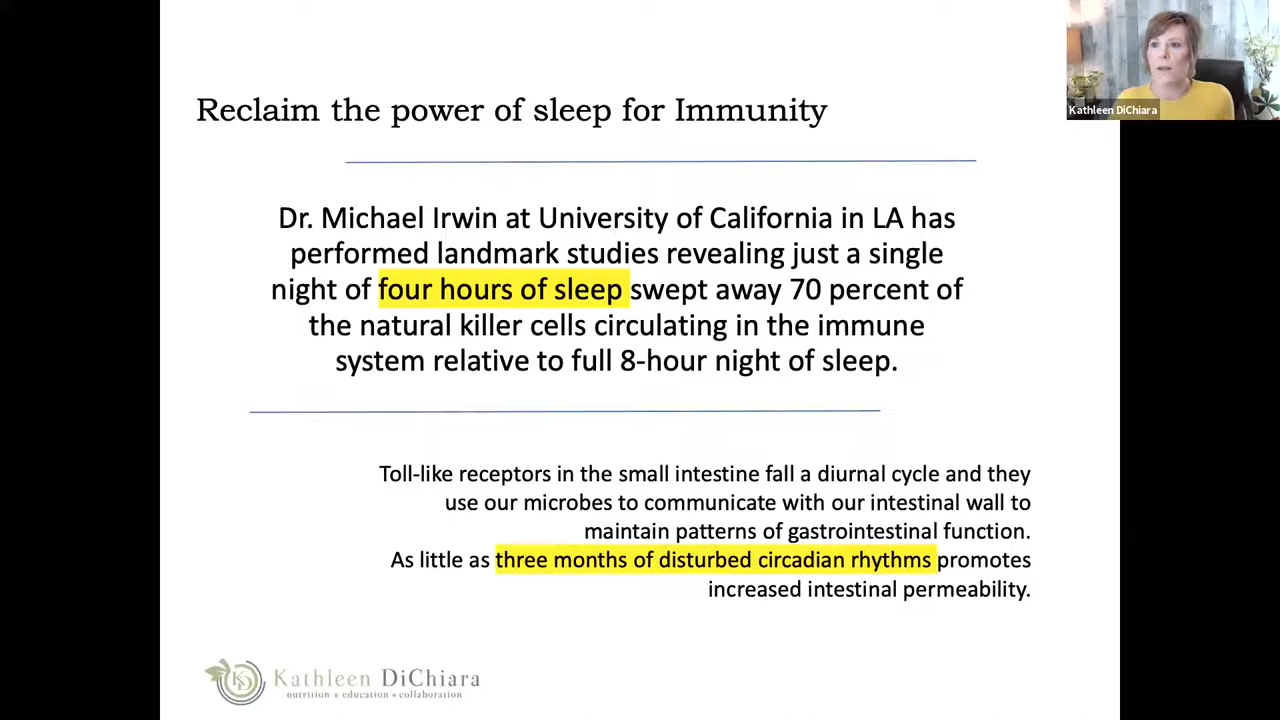 Kathleen DiChiara
Reclaim the power of sleep for Immunity
Dr. Michael Irwin at University of California in LA has
performed landmark studies revealing just a single
night of four hours of sleep swept away 70 percent of
the natural killer cells circulating in the immune
system relative to full 8-hour night of sleep.
Toll-like receptors in the small intestine fall a diurnal cycle and they
use our microbes to communicate with our intestinal wall to
maintain patterns of gastrointestinal function.
As little as three months of disturbed circadian rhythms promotes
increased intestinal permeability.
KD
Kathleen DiChiara
nutrition • education • collaboration